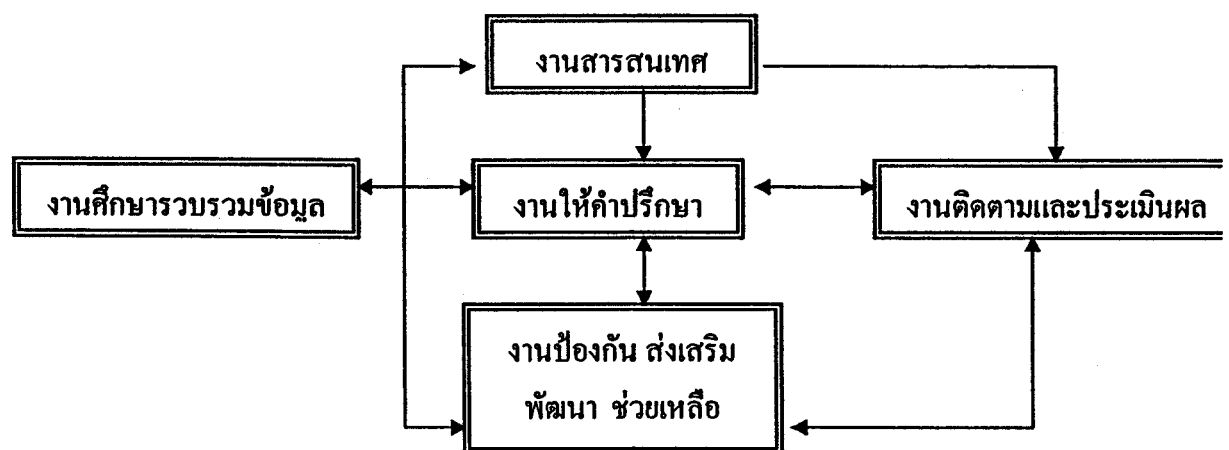 งานสารสนเทศ
งานศึกษารวบรวมข้อมูล
งานให้คำปรึกษา
งานติดตามและประเมินผล
งานป้องกัน ส่งเสริม
พัฒนา ช่วยเหลือ